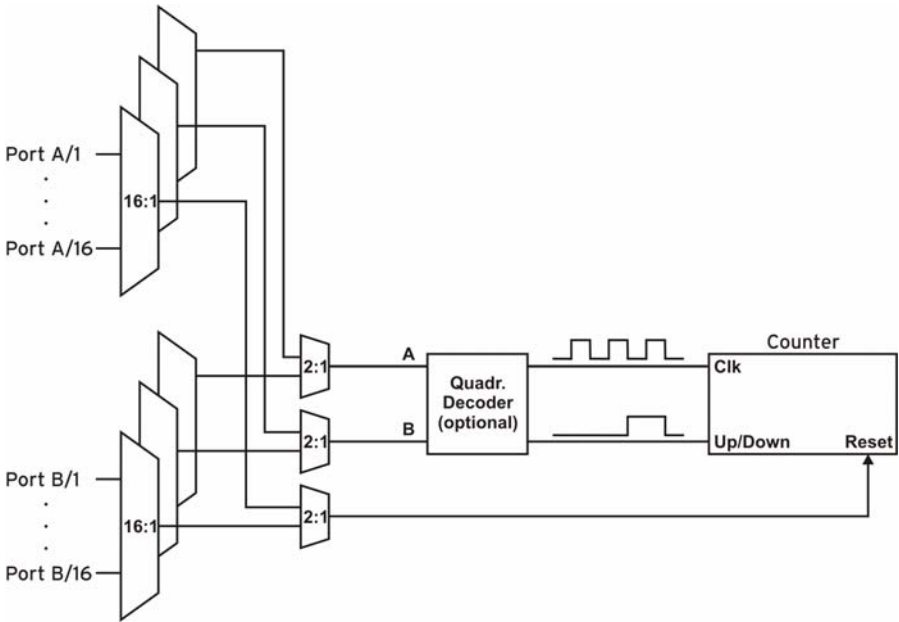 Port A/1
16:1
Port A/16
Port B/1
16:1
Port B/16
2:1
2:1
2:1
A
B
Quadr.
Decoder
(optional)
Counter
Clk
Up/Down
Reset